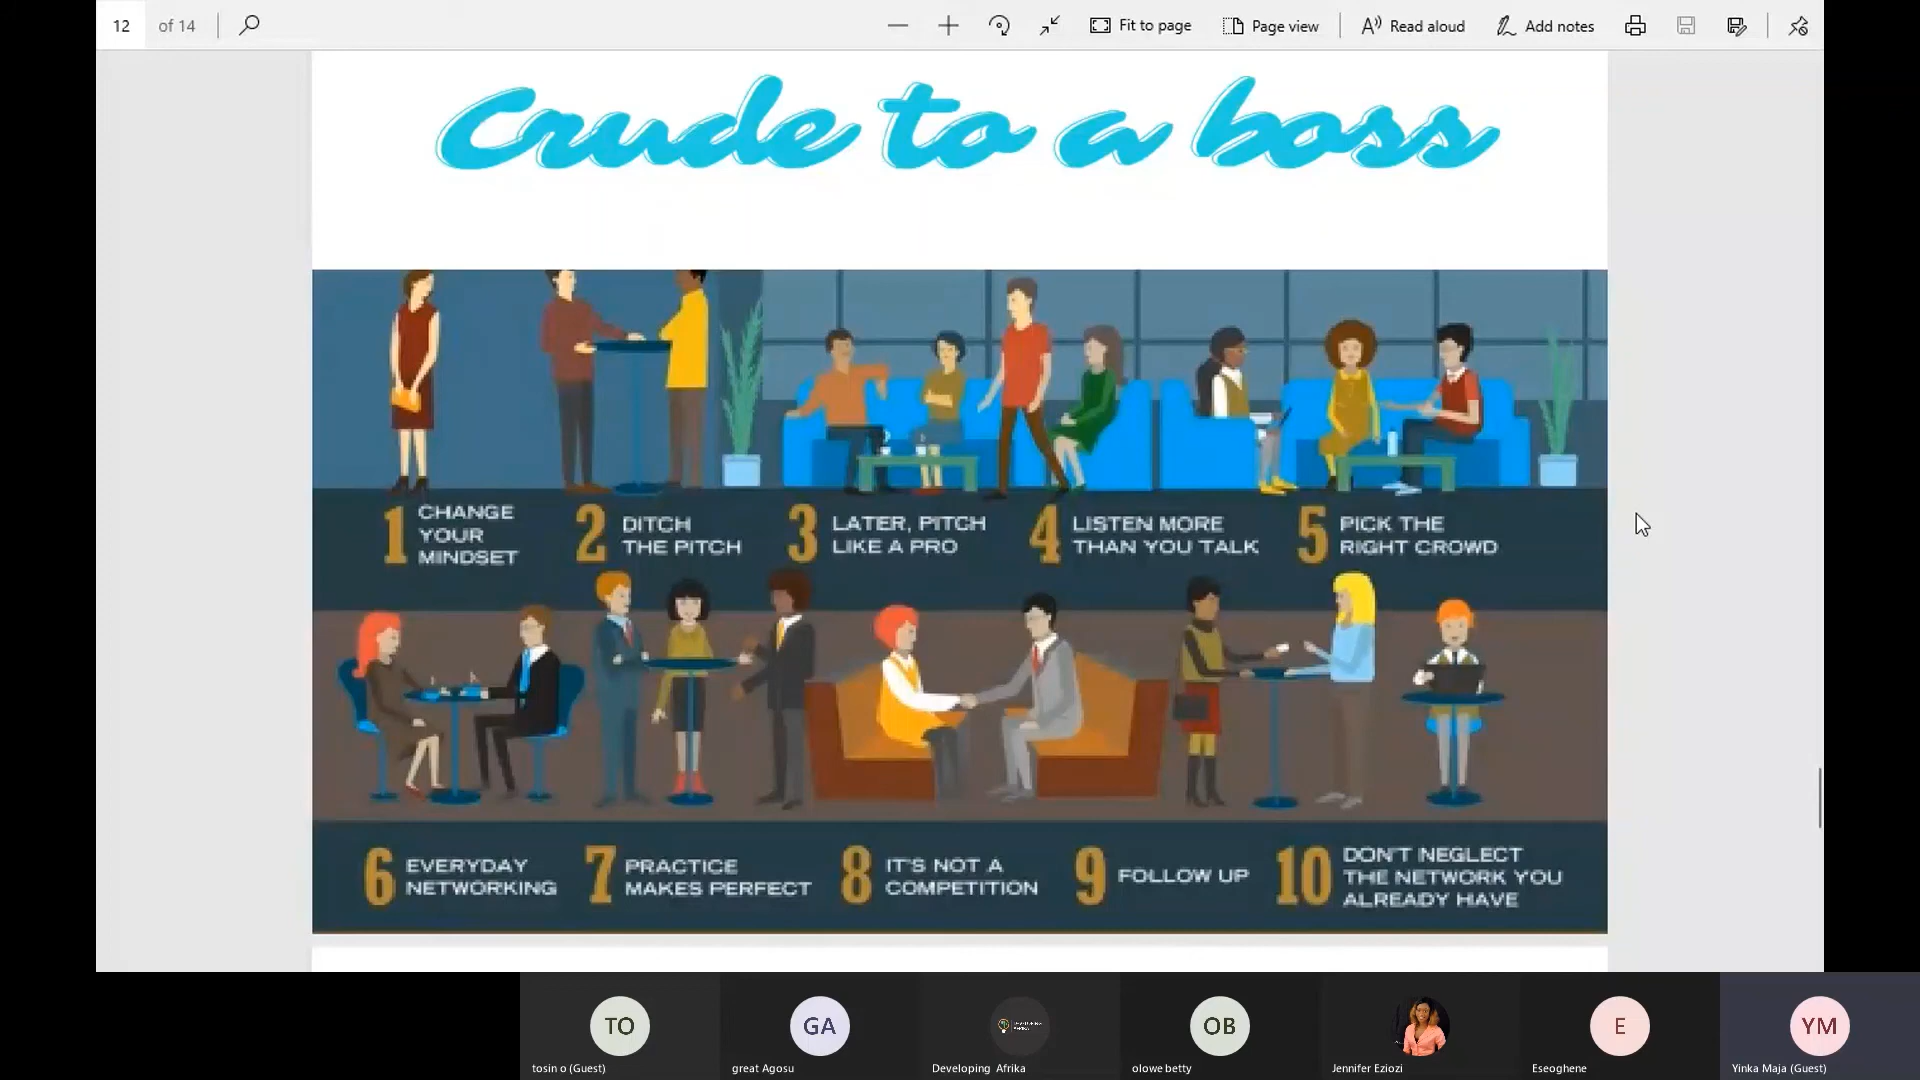 12 of 14
Fit to page
Page view
Read aloud
Add notes
Crude to a boss
1 CHANGE
YOUR
MINDSET
2 DITCH
THE PITCH
3 LATER, PITCH
LIKE A PRO
4 LISTEN MORE
THAN YOU TALK
5 PICK THE
RIGHT CROWD
6 EVERYDAY
NETWORKING
7 PRACTICE
MAKES PERFECT
8 IT'S NOT A
COMPETITION
9 FOLLOW UP
10 DON'T NEGLECT
THE NETWORK YOU
ALREADY HAVE
TO
tosin o (Guest)
GA
great Agosu
Developing Afrika
OB
olowe betty
Jennifer Eziozi
E
Eseoghene
YM
Yinka Maja (Guest)